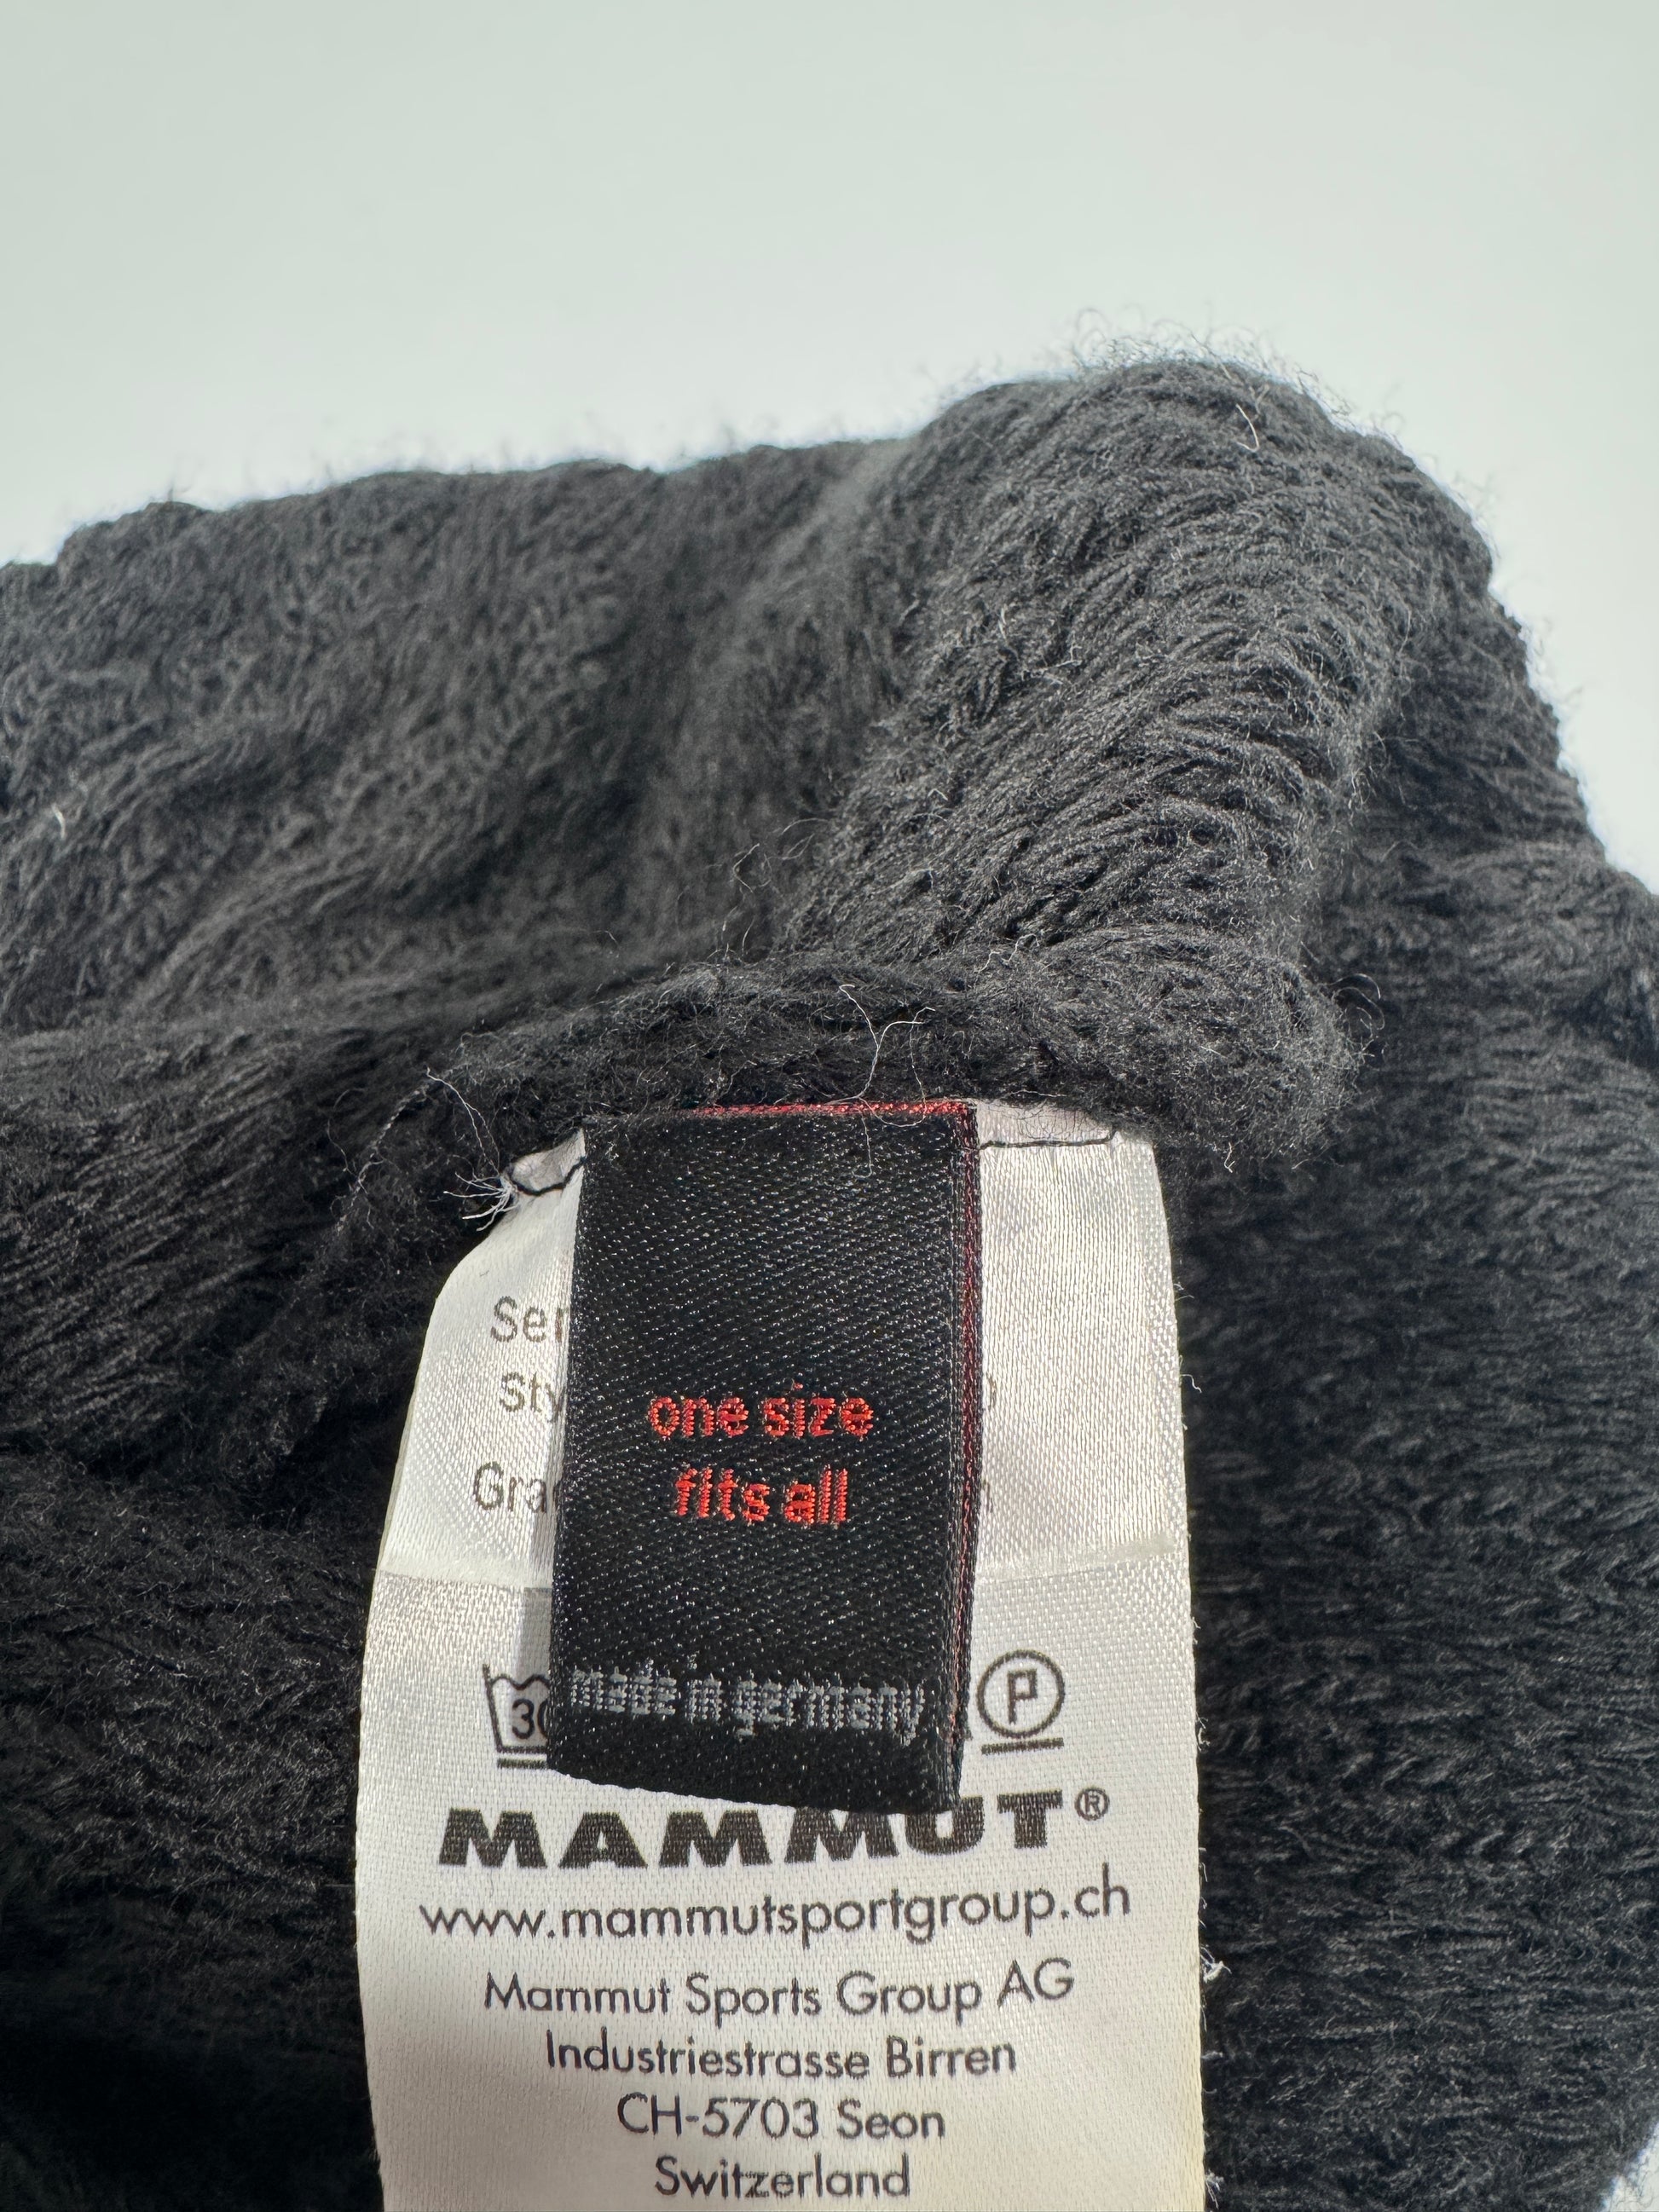 one size
fits all
made in germany
30
P
MAMMUT®
www.mammutsportgroup.ch
Mammut Sports Group AG
Industriestrasse Birren
CH-5703 Seon
Switzerland